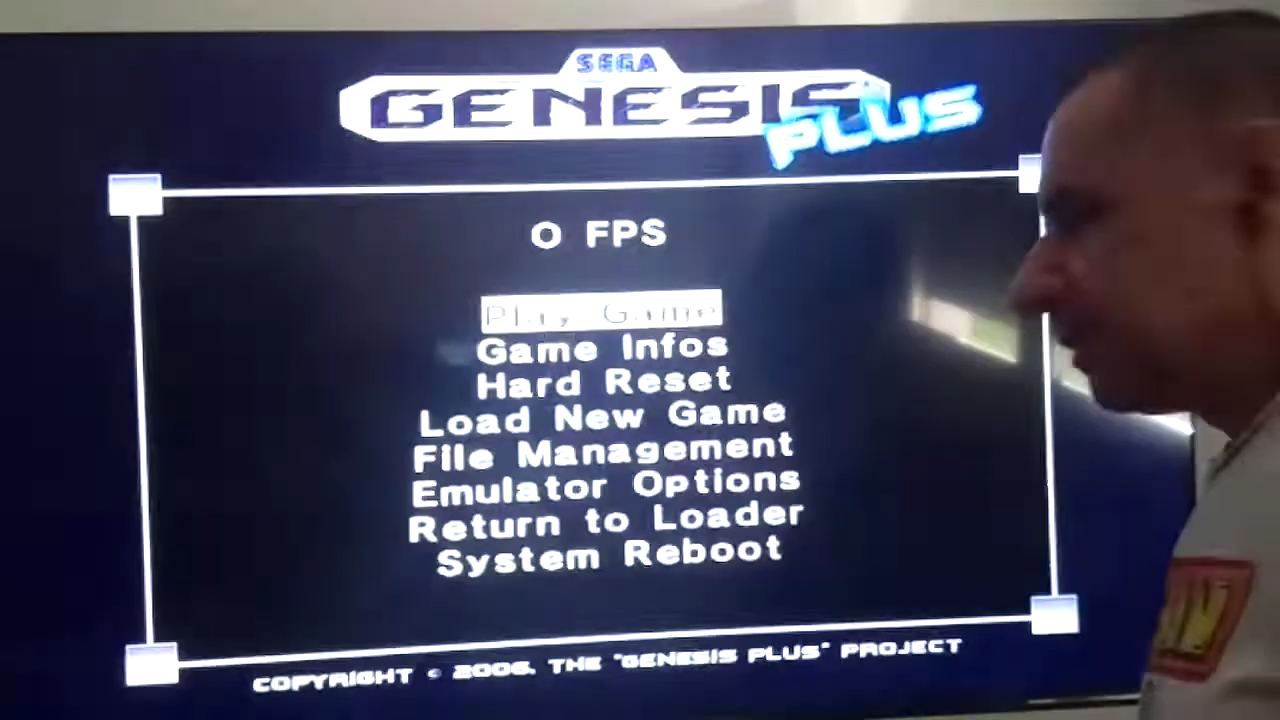 SEGA
GENESIS
PLUS
0 FPS
Play Game
Game Infos
Hard Reset
Load New Game
File Management
Emulator Options
Return to Loader
System Reboot
COPYRIGHT © 2006. THE "GENESIS PLUS" PROJECT